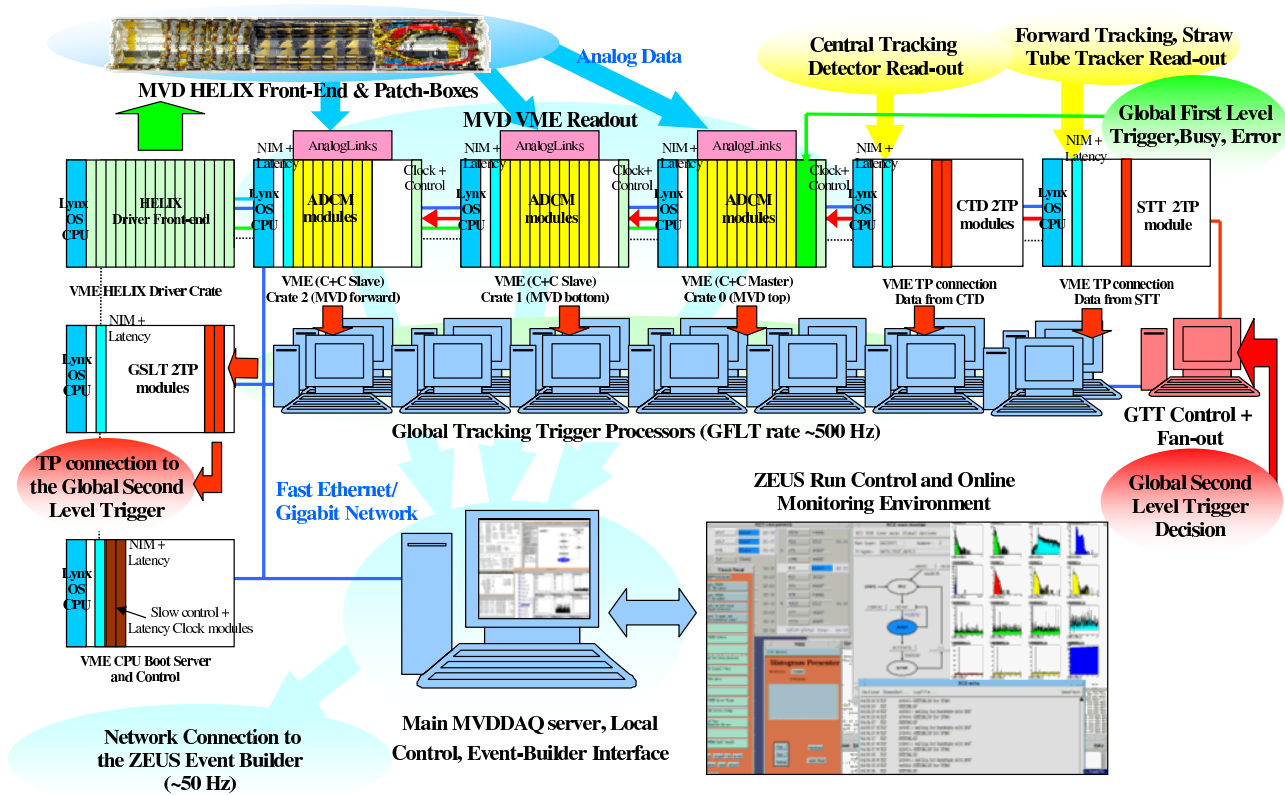 Analog Data
Central Tracking
Detector Read-out
Forward Tracking, Straw
Tube Tracker Read-out
MVD HELIX Front-End & Patch-Boxes
MVD VME Readout
Global First Level
Trigger,Busy, Error
NIM +
Latency
AnalogLinks
AnalogLinks
AnalogLinks
NIM +
Latency
NIM +
Latency
Clock+
Control
Clock+
Control
Lynx
OS
CPU
HELIX
Driver Front-end
Lynx
OS
CPU
ADCM
modules
Lynx
OS
CPU
ADCM
modules
Lynx
OS
CPU
ADCM
modules
Lynx
OS
CPU
CTD 2TP
modules
Lynx
OS
CPU
STT 2TP
module
VME HELIX Driver Crate
VME (C+C Slave)
Crate 2 (MVD forward)
VME (C+C Slave)
Crate 1 (MVD bottom)
VME (C+C Master)
Crate 0 (MVD top)
VME TP connection
Data from CTD
VME TP connection
Data from STT
NIM +
Latency
Lynx
OS
CPU
GSLT 2TP
modules
Global Tracking Trigger Processors (GFLT rate ~500 Hz)
GTT Control +
Fan-out
TP connection to
the Global Second
Level Trigger
Fast Ethernet/
Gigabit Network
ZEUS Run Control and Online
Monitoring Environment
Global Second
Level Trigger
Decision
Lynx
OS
CPU
NIM +
Latency
Slow control +
Latency Clock modules
VME CPU Boot Server
and Control
Histogram Presenter
Main MVDDAQ server, Local
Control, Event-Builder Interface
Network Connection to
the ZEUS Event Builder
(~50 Hz)